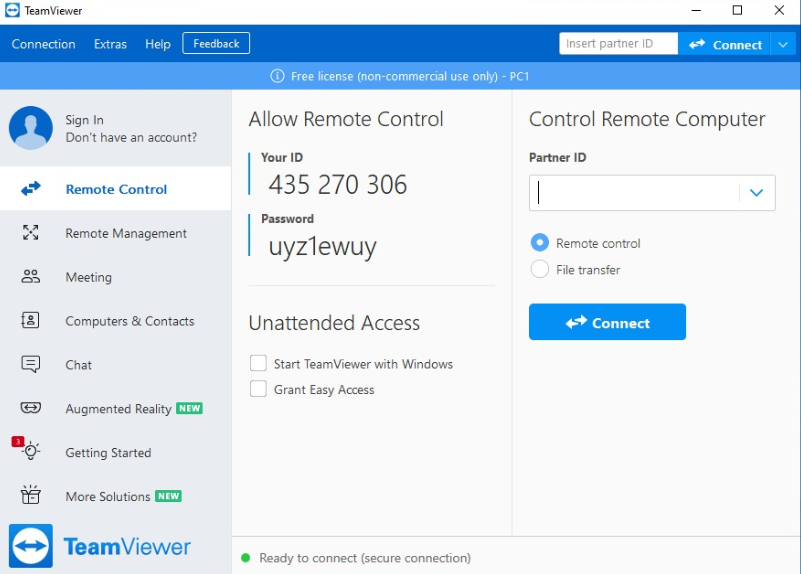 TeamViewer
Connection Extras Help Feedback
Insert partner ID Connect
Free license (non-commercial use only) - PC1
Sign In
Don't have an account?
Remote Control
Remote Management
Meeting
Computers & Contacts
Chat
Augmented Reality NEW
3
Getting Started
More Solutions NEW
TeamViewer
Allow Remote Control
Your ID
435 270 306
Password
uyz1ewuy
Unattended Access
Start TeamViewer with Windows
Grant Easy Access
Control Remote Computer
Partner ID
Remote control
File transfer
Connect
Ready to connect (secure connection)